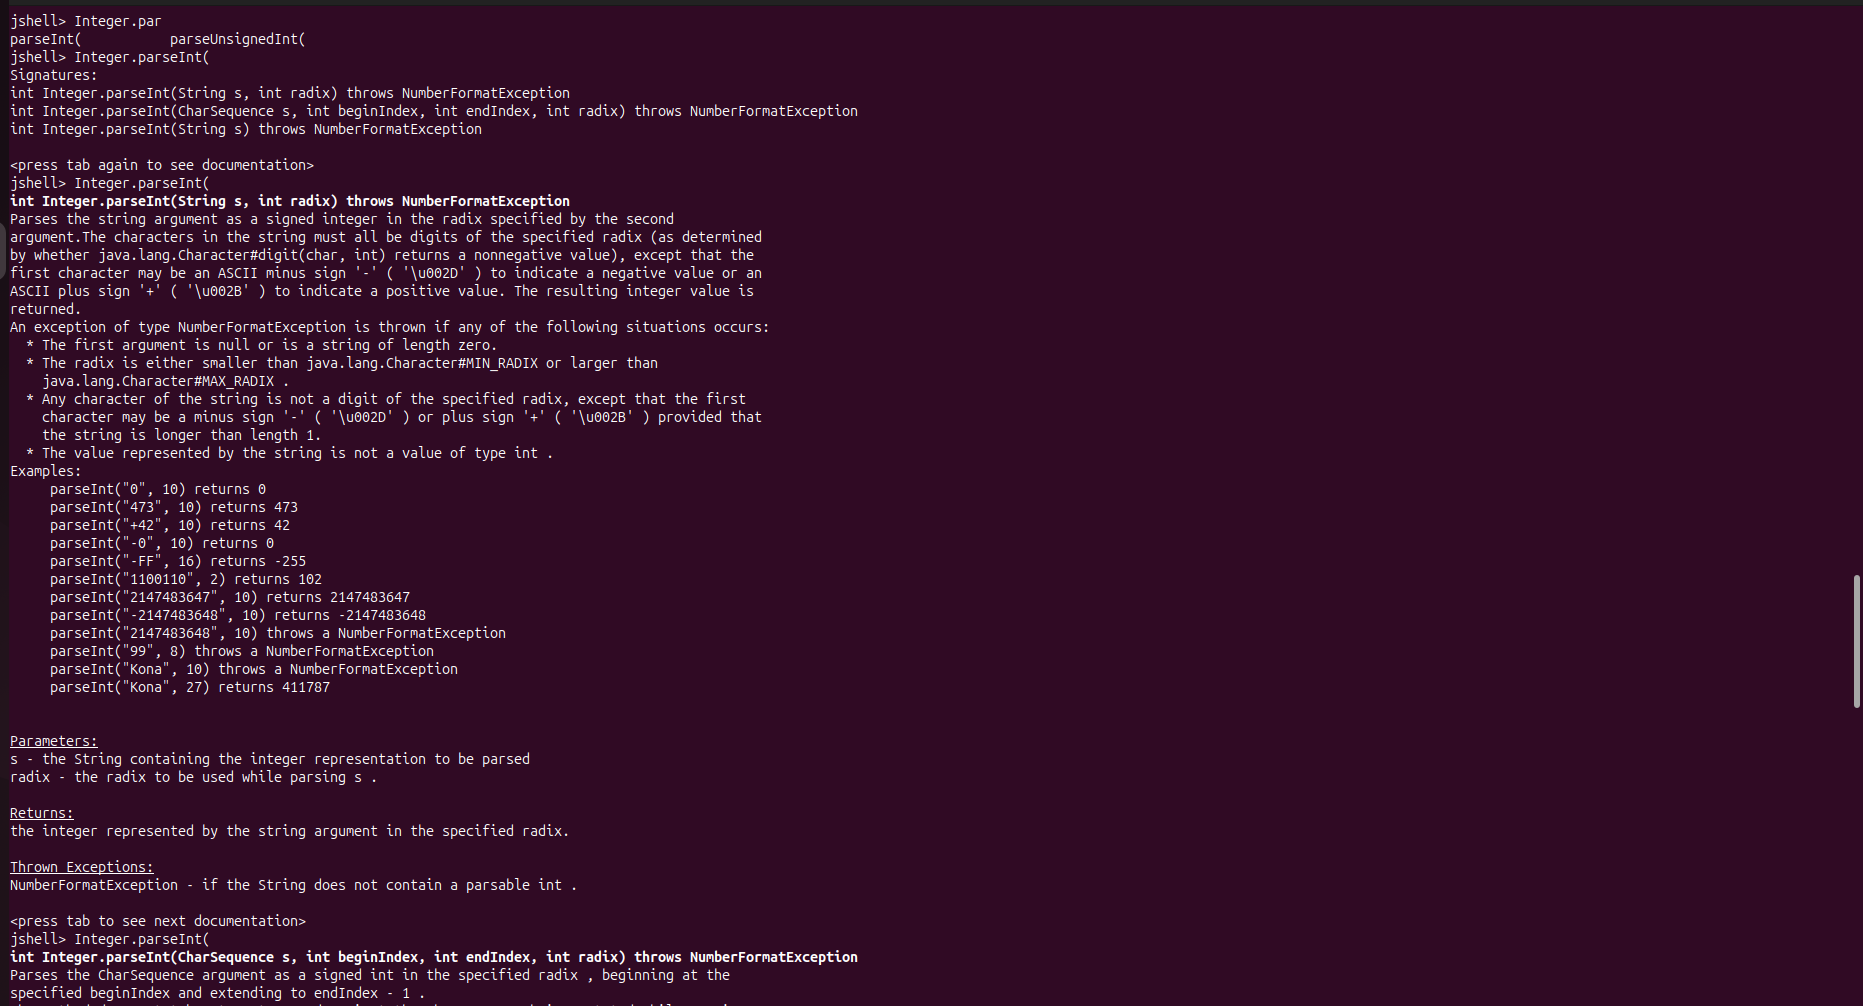 jshell> Integer.par
parseInt(           parseUnsignedInt(
jshell> Integer.parseInt(
Signatures:
int Integer.parseInt(String s, int radix) throws NumberFormatException
int Integer.parseInt(CharSequence s, int beginIndex, int endIndex, int radix) throws NumberFormatException
int Integer.parseInt(String s) throws NumberFormatException

<press tab again to see documentation>
jshell> Integer.parseInt(
int Integer.parseInt(String s, int radix) throws NumberFormatException
Parses the string argument as a signed integer in the radix specified by the second
argument.The characters in the string must all be digits of the specified radix (as determined
by whether java.lang.Character#digit(char, int) returns a nonnegative value), except that the
first character may be an ASCII minus sign '-' ( '\u002D' ) to indicate a negative value or an
ASCII plus sign '+' ( '\u002B' ) to indicate a positive value. The resulting integer value is
returned.
An exception of type NumberFormatException is thrown if any of the following situations occurs:
  * The first argument is null or is a string of length zero.
  * The radix is either smaller than java.lang.Character#MIN_RADIX or larger than
    java.lang.Character#MAX_RADIX .
  * Any character of the string is not a digit of the specified radix, except that the first
    character may be a minus sign '-' ( '\u002D' ) or plus sign '+' ( '\u002B' ) provided that
    the string is longer than length 1.
  * The value represented by the string is not a value of type int .
Examples:
     parseInt("0", 10) returns 0
     parseInt("473", 10) returns 473
     parseInt("+42", 10) returns 42
     parseInt("-0", 10) returns 0
     parseInt("-FF", 16) returns -255
     parseInt("1100110", 2) returns 102
     parseInt("2147483647", 10) returns 2147483647
     parseInt("-2147483648", 10) returns -2147483648
     parseInt("2147483648", 10) throws a NumberFormatException
     parseInt("99", 8) throws a NumberFormatException
     parseInt("Kona", 10) throws a NumberFormatException
     parseInt("Kona", 27) returns 411787

Parameters:
s - the String containing the integer representation to be parsed
radix - the radix to be used while parsing s .

Returns:
the integer represented by the string argument in the specified radix.

Thrown Exceptions:
NumberFormatException - if the String does not contain a parsable int .

<press tab to see next documentation>
jshell> Integer.parseInt(
int Integer.parseInt(CharSequence s, int beginIndex, int endIndex, int radix) throws NumberFormatException
Parses the CharSequence argument as a signed int in the specified radix , beginning at the
specified beginIndex and extending to endIndex - 1 .